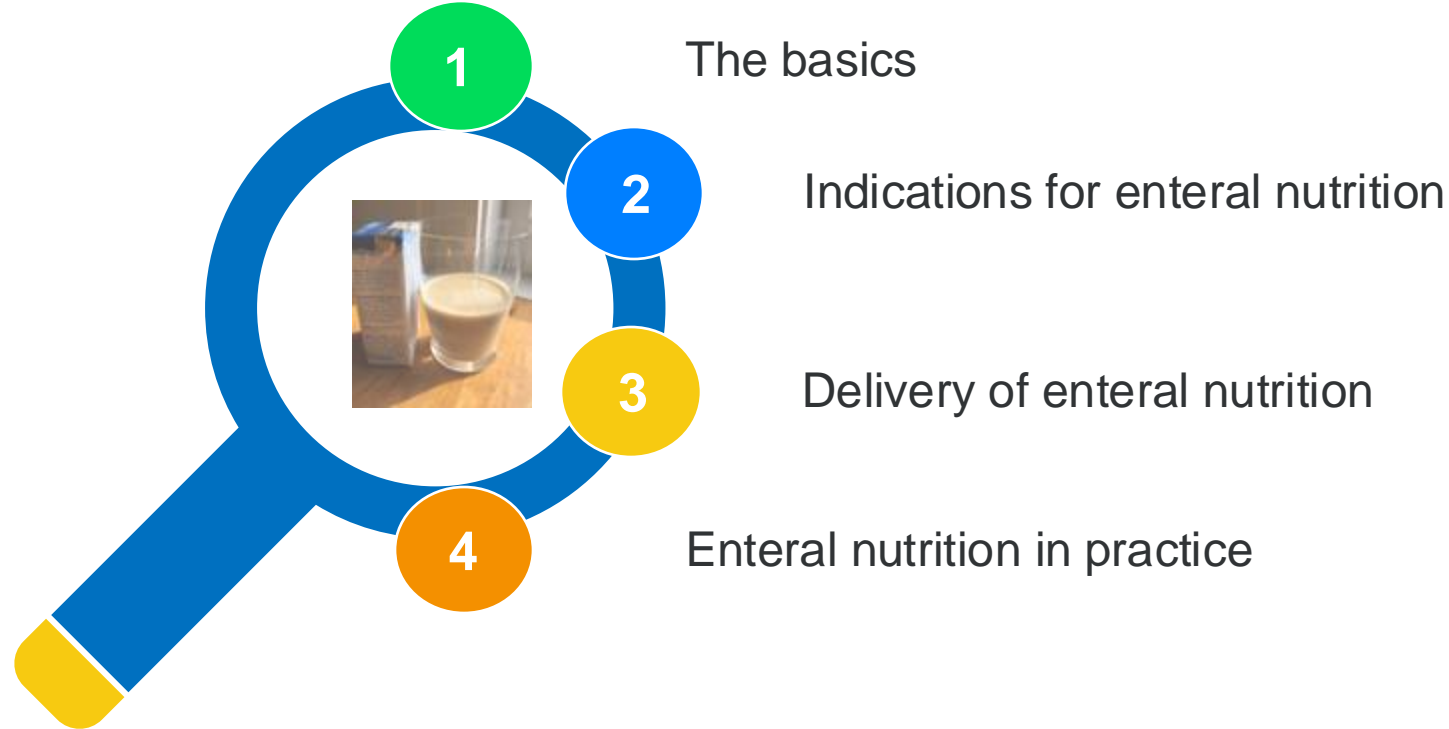 1
The basics
2
Indications for enteral nutrition
3
Delivery of enteral nutrition
4
Enteral nutrition in practice